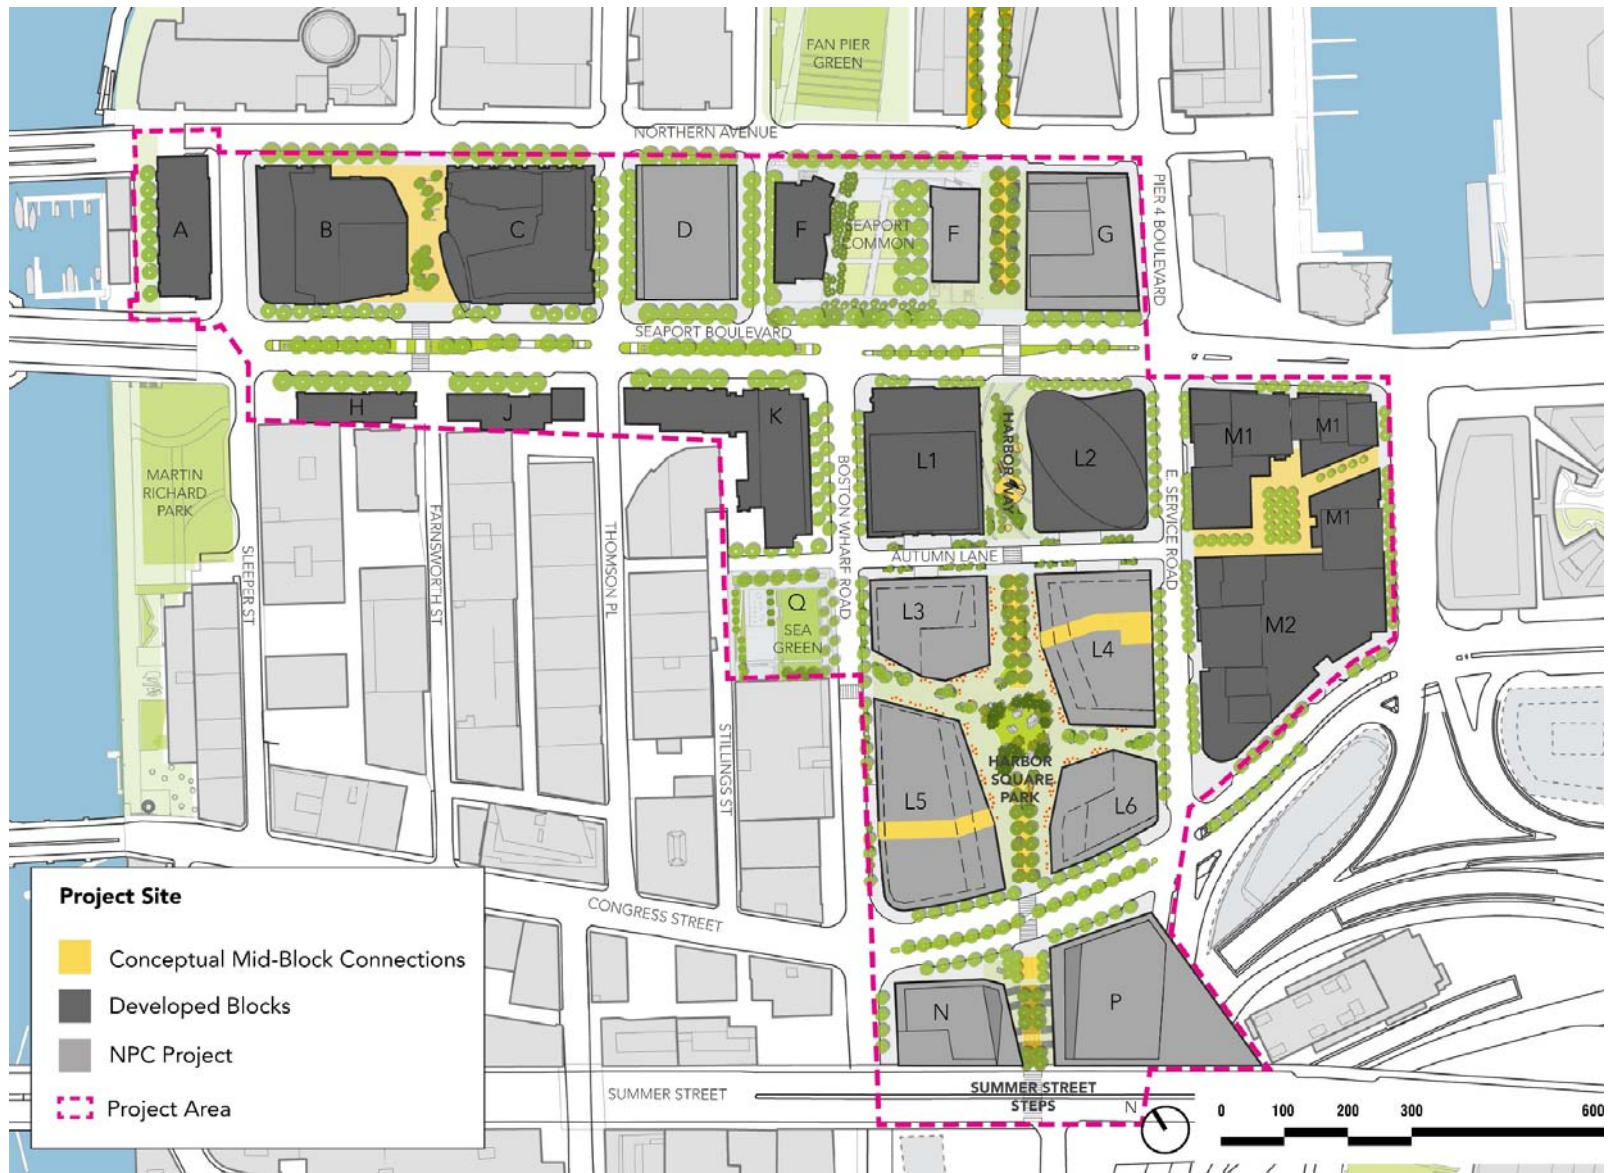 FAN PIER
GREEN
NORTHERN AVENUE
A
B
C
D
F
SEAPORT
COMMON
F
G
PIER 4 BOULEVARD
SEAPORT BOULEVARD
H
J
K
L1
HARBOR WAY
L2
M1
M1
M1
MARTIN
RICHARD
PARK
SLEEPER ST
FARNSWORTH ST
THOMSON PL
STILLINGS ST
BOSTON WHARF ROAD
E. SERVICE ROAD
AUTUMN LANE
Q
SEA
GREEN
L3
L4
M2
HARBOR
SQUARE
PARK
L5
L6
CONGRESS STREET
N
P
SUMMER STREET
SUMMER STREET
STEPS
N
0 100 200 300 600
Project Site
Conceptual Mid-Block Connections
Developed Blocks
NPC Project
Project Area